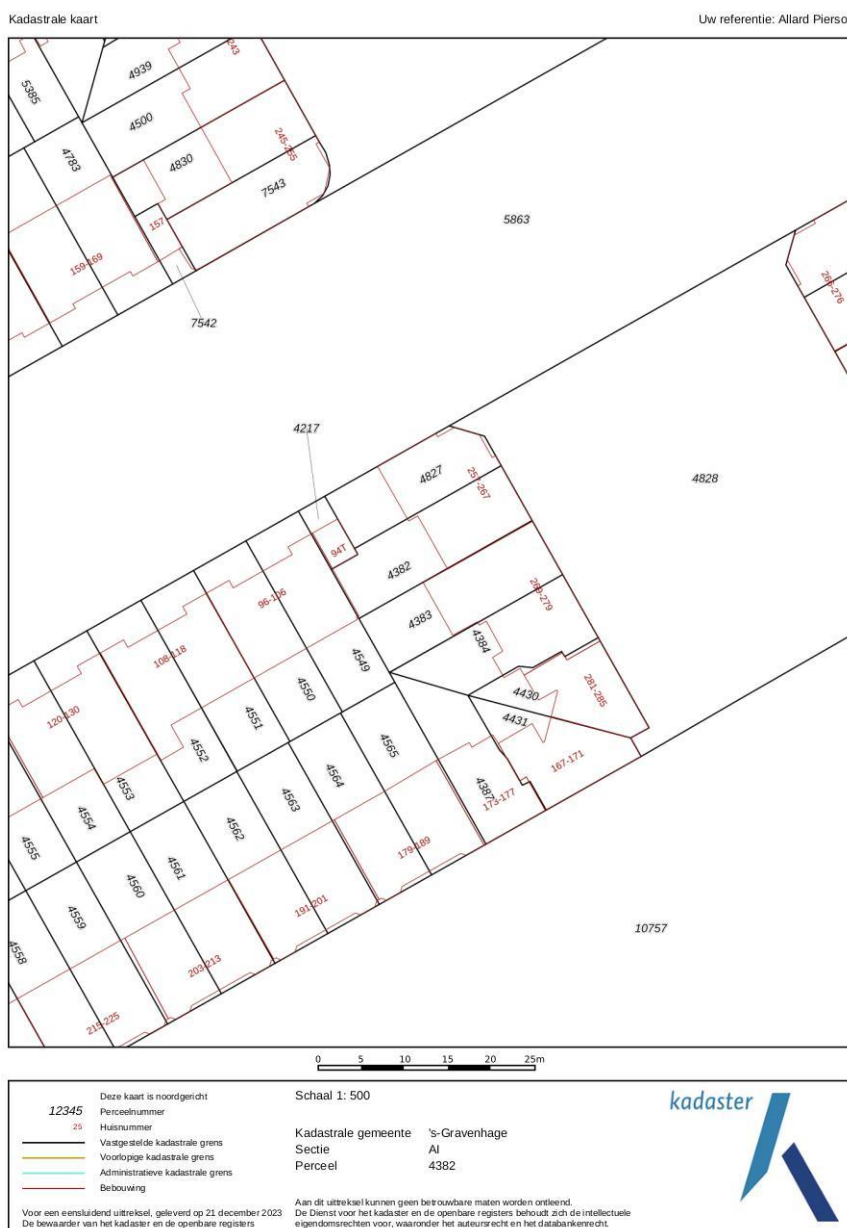 Kadastrale kaart
Uw referentie: Allard Pierso
243
4939
5385
4500
4783
245-255
4830
7543
157
5863
159-169
266-276
7542
4217
4827
257-267
4828
94T
4382
96-106
4383
269-279
4384
4549
108-118
4430
281-285
4550
4431
120-130
4551
4565
4552
167-171
4564
4387
4553
173-177
4563
4554
4562
179-189
4555
4561
4560
191-201
4559
10757
4558
203-213
215-225
0 5 10 15 20 25m
12345
25
Deze kaart is noordgericht
Perceelnummer
Huisnummer
Vastgestelde kadastrale grens
Voorlopige kadastrale grens
Administratieve kadastrale grens
Bebouwing
Voor een eensluidend uittreksel, geleverd op 21 december 2023
De bewaarder van het kadaster en de openbare registers
Schaal 1: 500
Kadastrale gemeente 's-Gravenhage
Sectie AI
Perceel 4382
Aan dit uittreksel kunnen geen betrouwbare maten worden ontleend.
De Dienst voor het kadaster en de openbare registers behoudt zich de intellectuele
eigendomsrechten voor, waaronder het auteursrecht en het databankenrecht.
kadaster